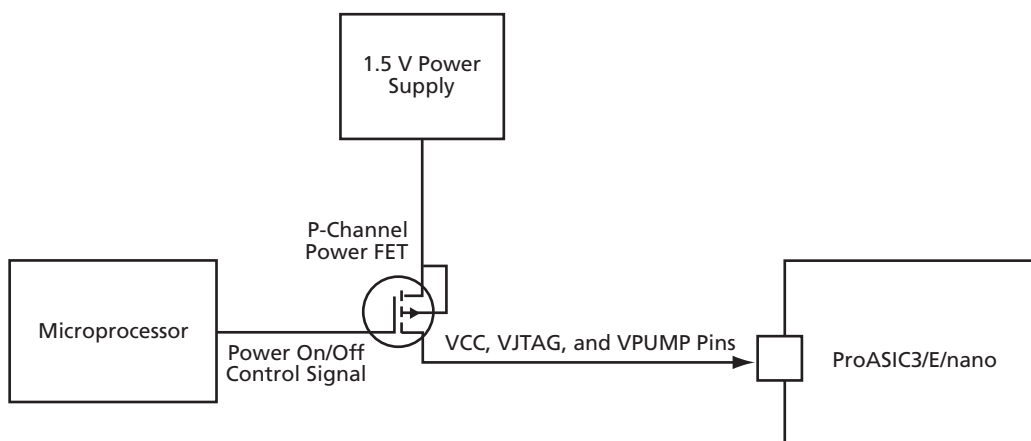 1.5 V Power
Supply
P-Channel
Power FET
Microprocessor
Power On/Off
Control Signal
VCC, VJTAG, and VPUMP Pins
ProASIC3/E/nano